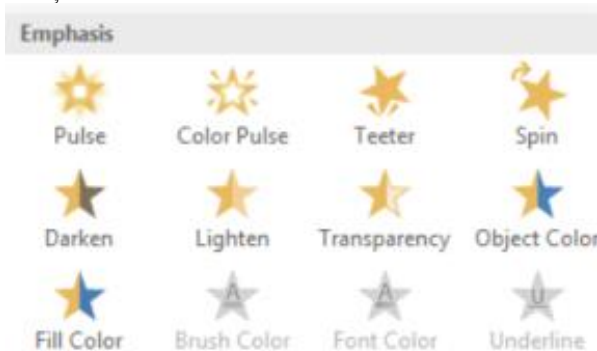 Emphasis
Pulse Color Pulse Teeter Spin
Darken Lighten Transparency Object Color
Fill Color Brush Color Font Color Underline